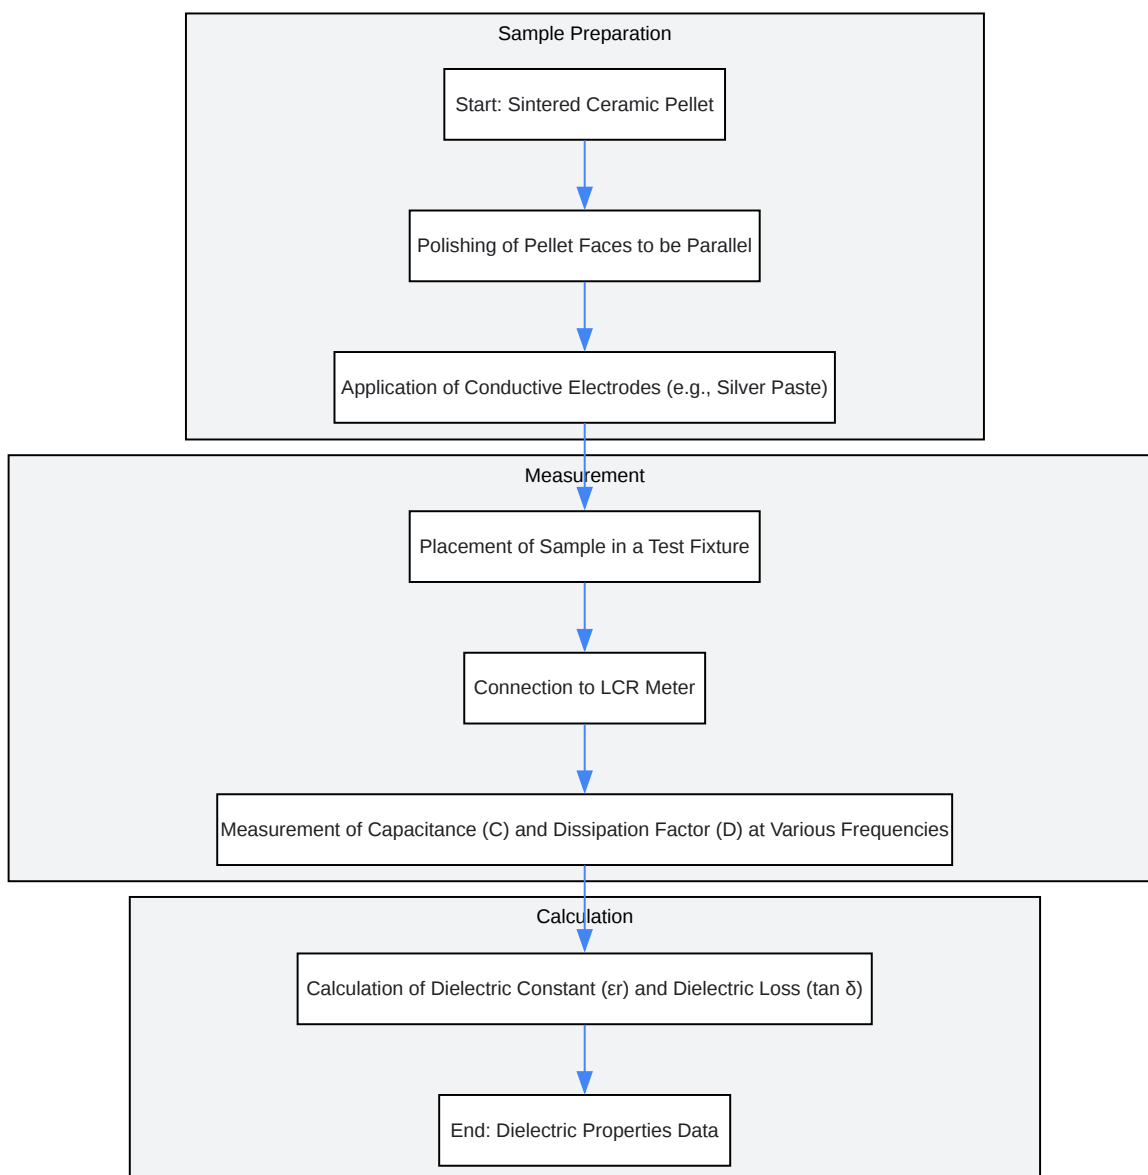 Sample Preparation
Start: Sintered Ceramic Pellet
Polishing of Pellet Faces to be Parallel
Application of Conductive Electrodes (e.g., Silver Paste)
Measurement
Placement of Sample in a Test Fixture
Connection to LCR Meter
Measurement of Capacitance (C) and Dissipation Factor (D) at Various Frequencies
Calculation
Calculation of Dielectric Constant (εr) and Dielectric Loss (tan δ)
End: Dielectric Properties Data